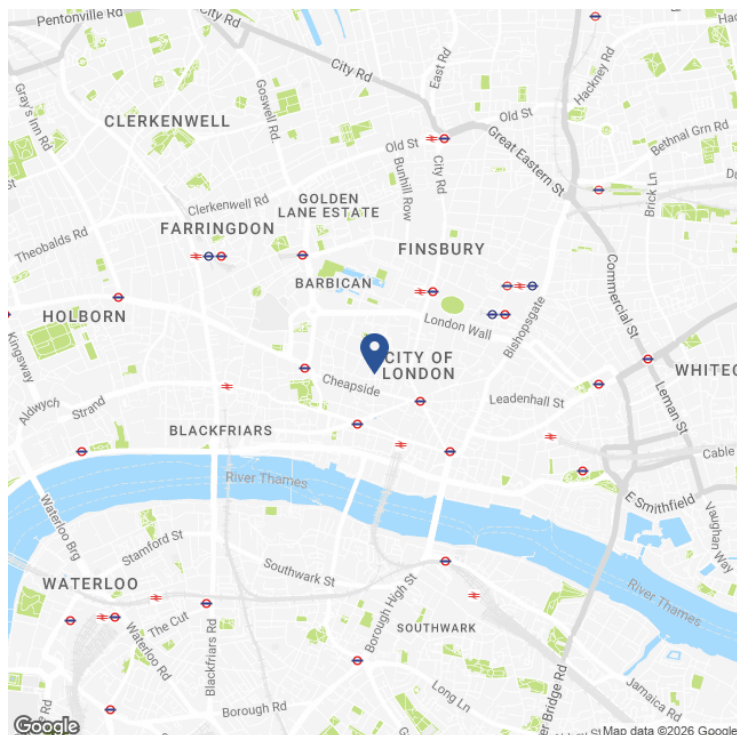 Pentonville Rd
City Rd
Hackney Rd
City Rd
East Rd
Gray's Inn Rd
Goswell Rd
CLERKENWELL
Old St
Old St
Great Eastern St
Bethnal Grn Rd
Bunhill Row
City Rd
Clerkenwell Rd
GOLDEN
LANE ESTATE
Brick Ln
FARRINGDON
Theobalds Rd
FINSBURY
BARBICAN
Commercial St
HOLBORN
London Wall
Bishopsgate
Kingsway
CITY OF
LONDON
Cheapside
Leadenhall St
Aldwych
Strand
Leman St
BLACKFRIARS
Cable
River Thames
E Smithfield
Waterloo Brg
Vaughan Way
Stamford St
Southwark St
WATERLOO
River Thames
Borough High St
The Cut
SOUTHWARK
Waterloo Rd
Blackfriars Rd
Long Ln
Jamaica Rd
Borough Rd
er Bridge Rd
Google
Map data ©2026 Google